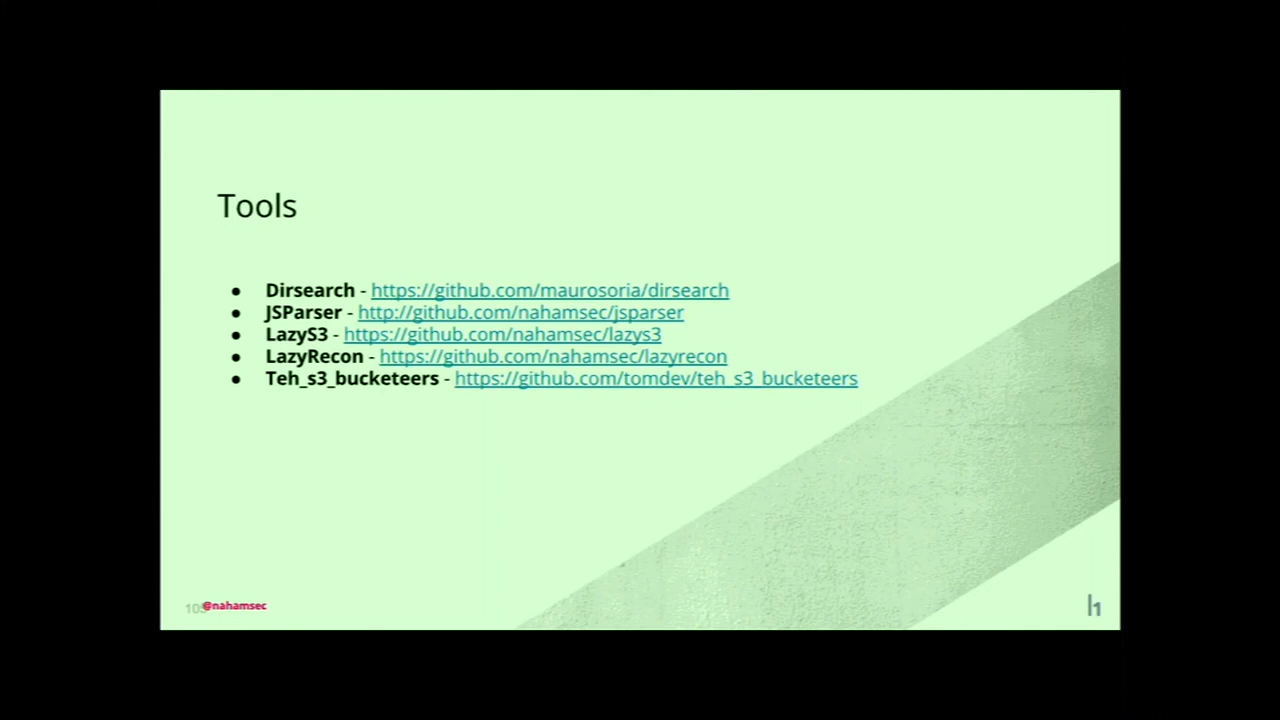 Tools
● Dirsearch - https://github.com/maurosoria/dirsearch
● JSParser - http://github.com/nahamsec/jsparser
● LazyS3 - https://github.com/nahamsec/lazys3
● LazyRecon - https://github.com/nahamsec/lazyrecon
● Teh_s3_bucketeers - https://github.com/tomdev/teh_s3_bucketeers
@nahamsec
l1